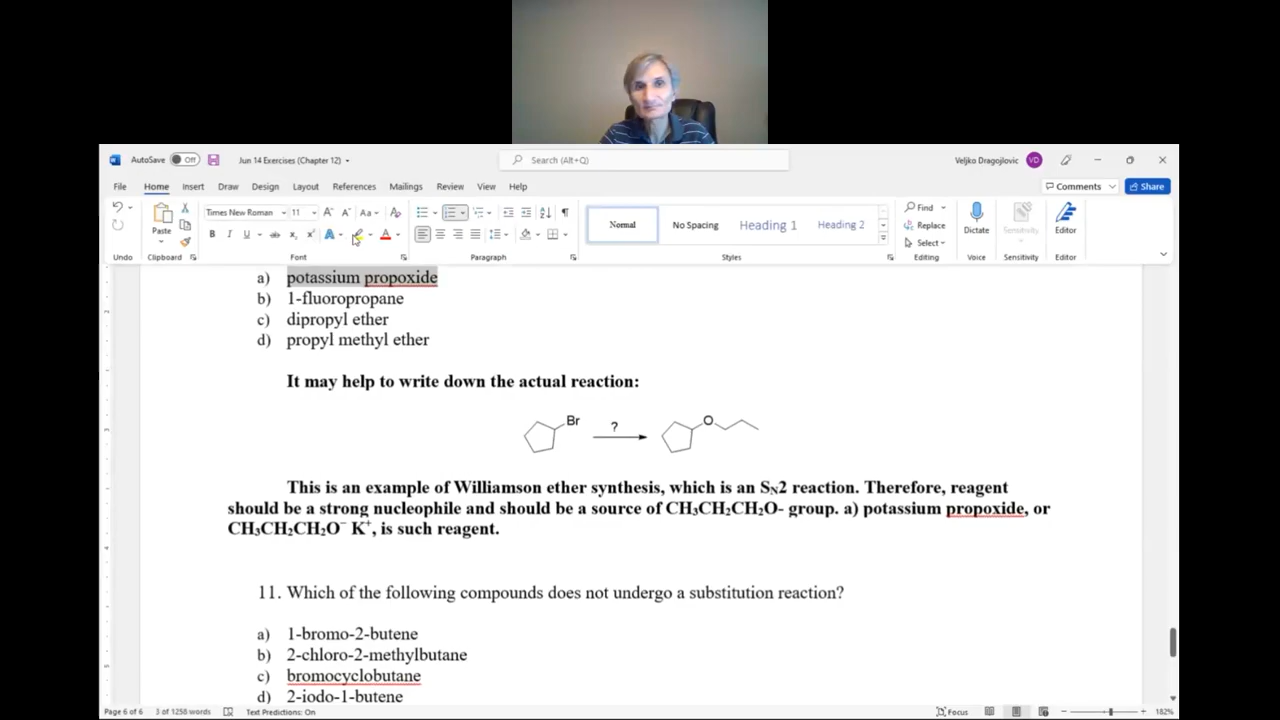 AutoSave Off Jun 14 Exercises (Chapter 12) Search (Alt+Q) Veljko Dragojlovic VD
File Home Insert Draw Design Layout References Mailings Review View Help Comments Share
Times New Roman 11 Aa Normal No Spacing Heading 1 Heading 2 Find
Paste Replace Dictate Sensitivity Editor
B I U ab x₂ x² A A Select
Undo Clipboard Font Paragraph Styles Editing Voice Sensitivity Editor
a) potassium propoxide
b) 1-fluoropropane
c) dipropyl ether
d) propyl methyl ether
It may help to write down the actual reaction:
Br ? O
This is an example of Williamson ether synthesis, which is an SN2 reaction. Therefore, reagent
should be a strong nucleophile and should be a source of CH₃CH₂CH₂O- group. a) potassium propoxide, or
CH₃CH₂CH₂O⁻ K⁺, is such reagent.
11. Which of the following compounds does not undergo a substitution reaction?
a) 1-bromo-2-butene
b) 2-chloro-2-methylbutane
c) bromocyclobutane
d) 2-iodo-1-butene
Page 6 of 6 3 of 1258 words Text Predictions: On Focus 182%